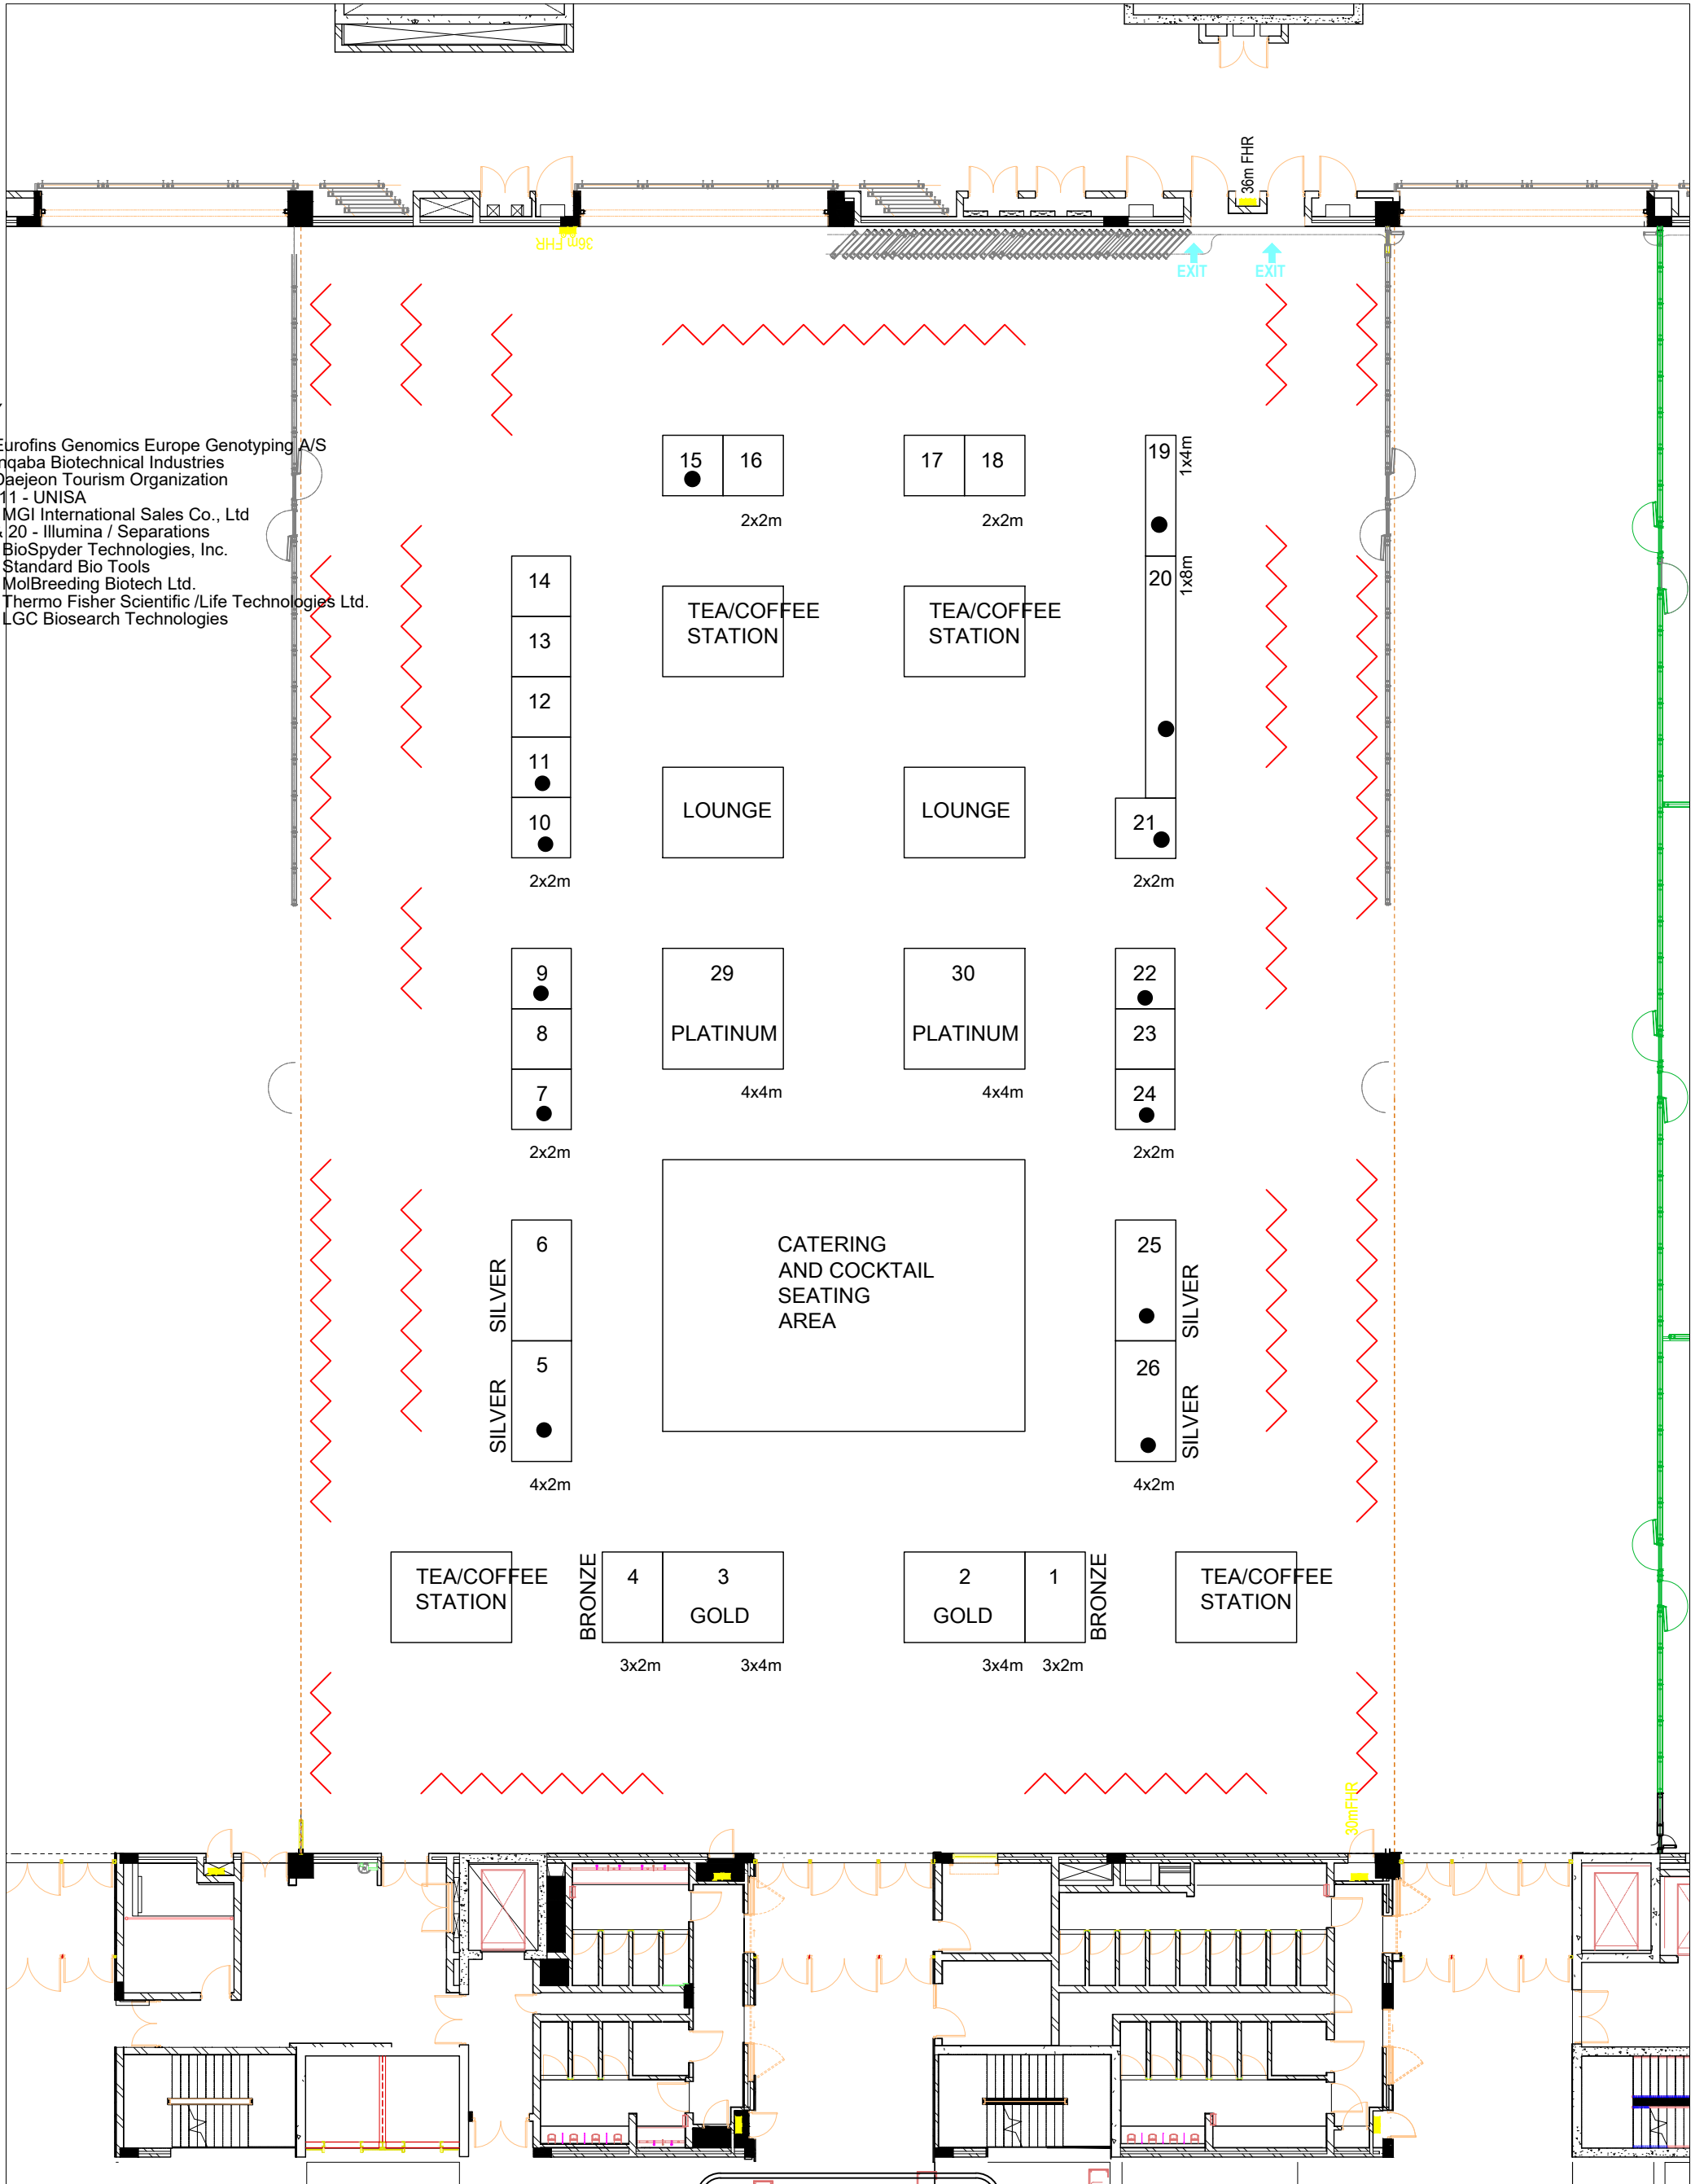 36m FHR
36m FHR
EXIT
EXIT
Eurofins Genomics Europe Genotyping A/S
Inqaba Biotechnical Industries
Daejeon Tourism Organization
11 - UNISA
MGI International Sales Co., Ltd
& 20 - Illumina / Separations
BioSpyder Technologies, Inc.
Standard Bio Tools
MolBreeding Biotech Ltd.
Thermo Fisher Scientific /Life Technologies Ltd.
LGC Biosearch Technologies
15
16
17
18
19
1x4m
2x2m
2x2m
14
20
1x8m
TEA/COFFEE
STATION
TEA/COFFEE
STATION
13
12
11
LOUNGE
LOUNGE
10
21
2x2m
2x2m
9
29
30
22
8
PLATINUM
PLATINUM
23
7
4x4m
4x4m
24
2x2m
2x2m
6
SILVER
CATERING
AND COCKTAIL
SEATING
AREA
25
SILVER
5
SILVER
26
SILVER
4x2m
4x2m
TEA/COFFEE
STATION
BRONZE
4
3
GOLD
2
GOLD
1
BRONZE
TEA/COFFEE
STATION
3x2m
3x4m
3x4m
3x2m
30mFHR